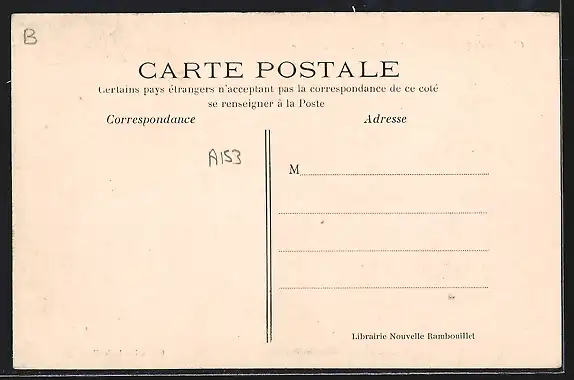 B
CARTE POSTALE
Certains pays étrangers n'acceptant pas la correspondance de ce coté
se renseigner à la Poste
Correspondance
Adresse
A153
M
Librairie Nouvelle Rambouillet